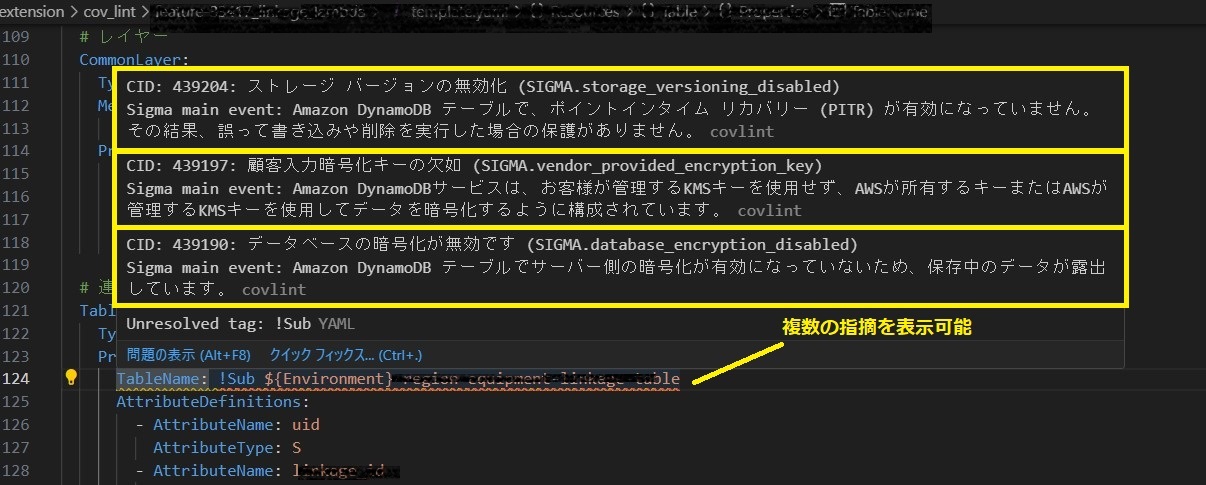 extension > cov_lint >
109
# レイヤー
110 CommonLayer:
111 Ty
112 Me
113
114 Pr
115
116
117
118
119
120 # 連
121 Tabl
122 Ty
123 Pr
CID: 439204: ストレージ バージョンの無効化 (SIGMA.storage_versioning_disabled)
Sigma main event: Amazon DynamoDB テーブルで、ポイントインタイム リカバリー (PITR) が有効になっていません。
その結果、誤って書き込みや削除を実行した場合の保護がありません。 covlint
CID: 439197: 顧客入力暗号化キーの欠如 (SIGMA.vendor_provided_encryption_key)
Sigma main event: Amazon DynamoDBサービスは、お客様が管理するKMSキーを使用せず、AWSが所有するキーまたはAWSが
管理するKMSキーを使用してデータを暗号化するように構成されています。 covlint
CID: 439190: データベースの暗号化が無効です (SIGMA.database_encryption_disabled)
Sigma main event: Amazon DynamoDB テーブルでサーバー側の暗号化が有効になっていないため、保存中のデータが露出
しています。 covlint
Unresolved tag: !Sub YAML
問題の表示 (Alt+F8) クイック フィックス... (Ctrl+.)
複数の指摘を表示可能
124 TableName: !Sub ${Environment}
125 AttributeDefinitions:
126 - AttributeName: uid
127 AttributeType: S
128 - AttributeName: